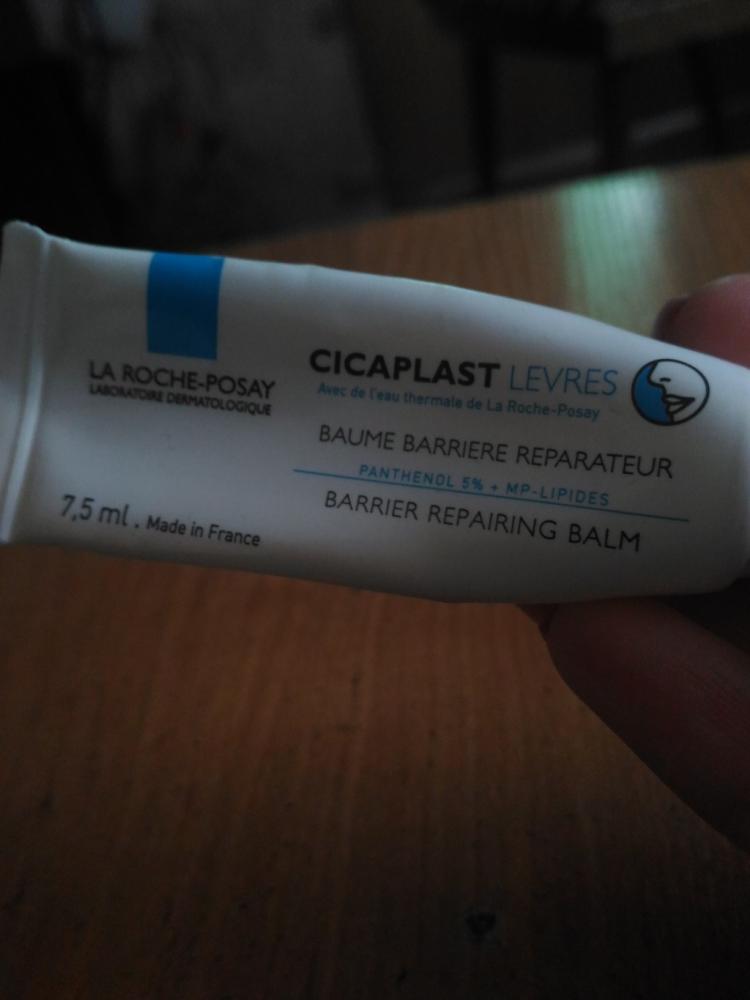 LA ROCHE-POSAY
LABORATOIRE DERMATOLOGIQUE
CICAPLAST LEVRES
Avec de l'eau thermale de La Roche-Posay
BAUME BARRIERE REPARATEUR
PANTHENOL 5% + MP-LIPIDES
BARRIER REPAIRING BALM
7,5 ml . Made in France